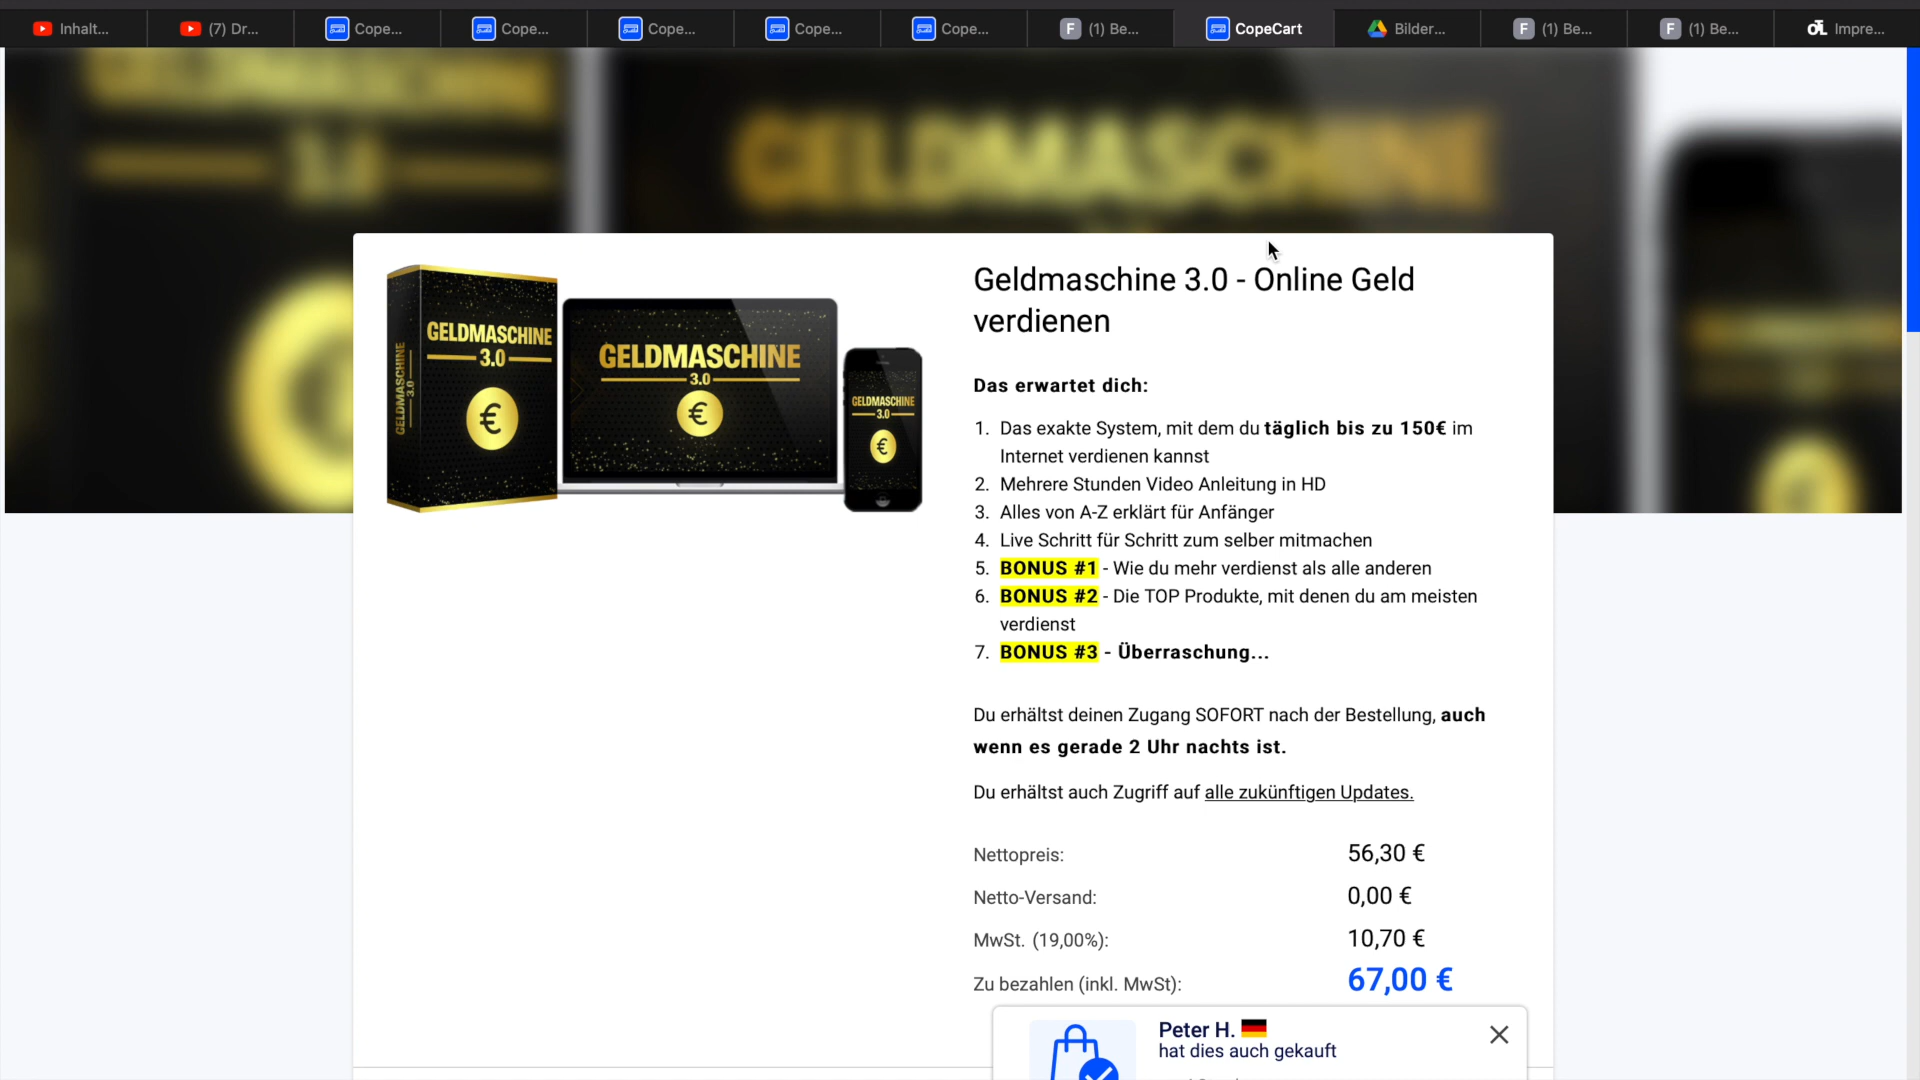 Inhalt...
(7) Dr...
Cope...
Cope...
Cope...
Cope...
Cope...
F (1) Be...
CopeCart
Bilder...
F (1) Be...
F (1) Be...
Impre...
GELDMASCHINE
3.0
GELDMASCHINE
GELDMASCHINE
3.0
€
GELDMASCHINE
3.0
GELDMASCHINE
3.0
€
GELDMASCHINE
3.0
€
Geldmaschine 3.0 - Online Geld
verdienen
Das erwartet dich:
1. Das exakte System, mit dem du täglich bis zu 150€ im
Internet verdienen kannst
2. Mehrere Stunden Video Anleitung in HD
3. Alles von A-Z erklärt für Anfänger
4. Live Schritt für Schritt zum selber mitmachen
5. BONUS #1 - Wie du mehr verdienst als alle anderen
6. BONUS #2 - Die TOP Produkte, mit denen du am meisten
verdienst
7. BONUS #3 - Überraschung...
Du erhältst deinen Zugang SOFORT nach der Bestellung, auch
wenn es gerade 2 Uhr nachts ist.
Du erhältst auch Zugriff auf alle zukünftigen Updates.
Nettopreis: 56,30 €
Netto-Versand: 0,00 €
MwSt. (19,00%): 10,70 €
Zu bezahlen (inkl. MwSt): 67,00 €
Peter H.
hat dies auch gekauft